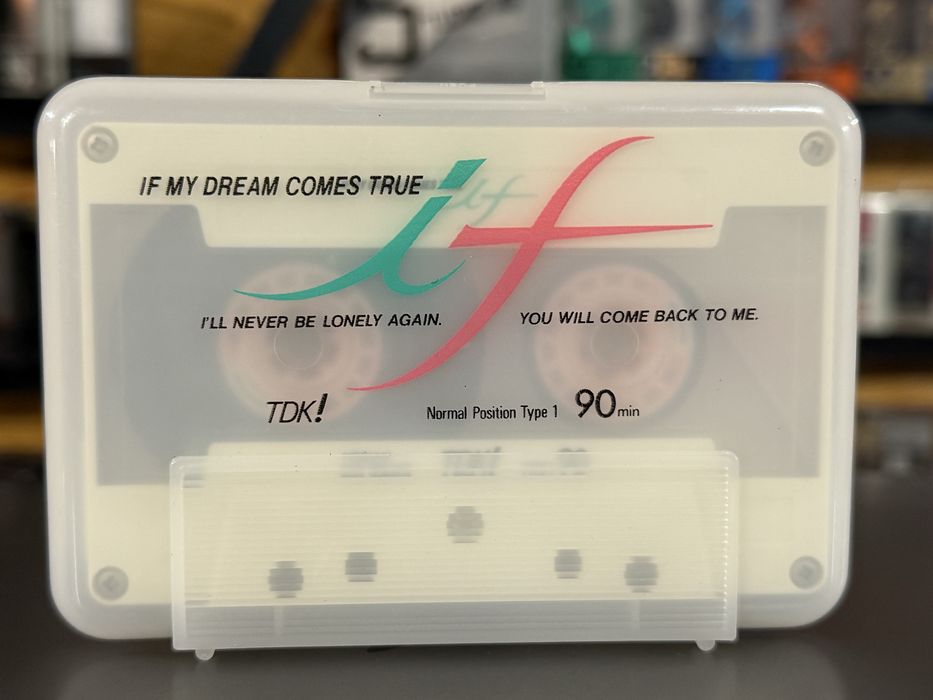 IF MY DREAM COMES TRUE
if
I'LL NEVER BE LONELY AGAIN.
YOU WILL COME BACK TO ME.
TDK!
Normal Position Type 1 90min
if